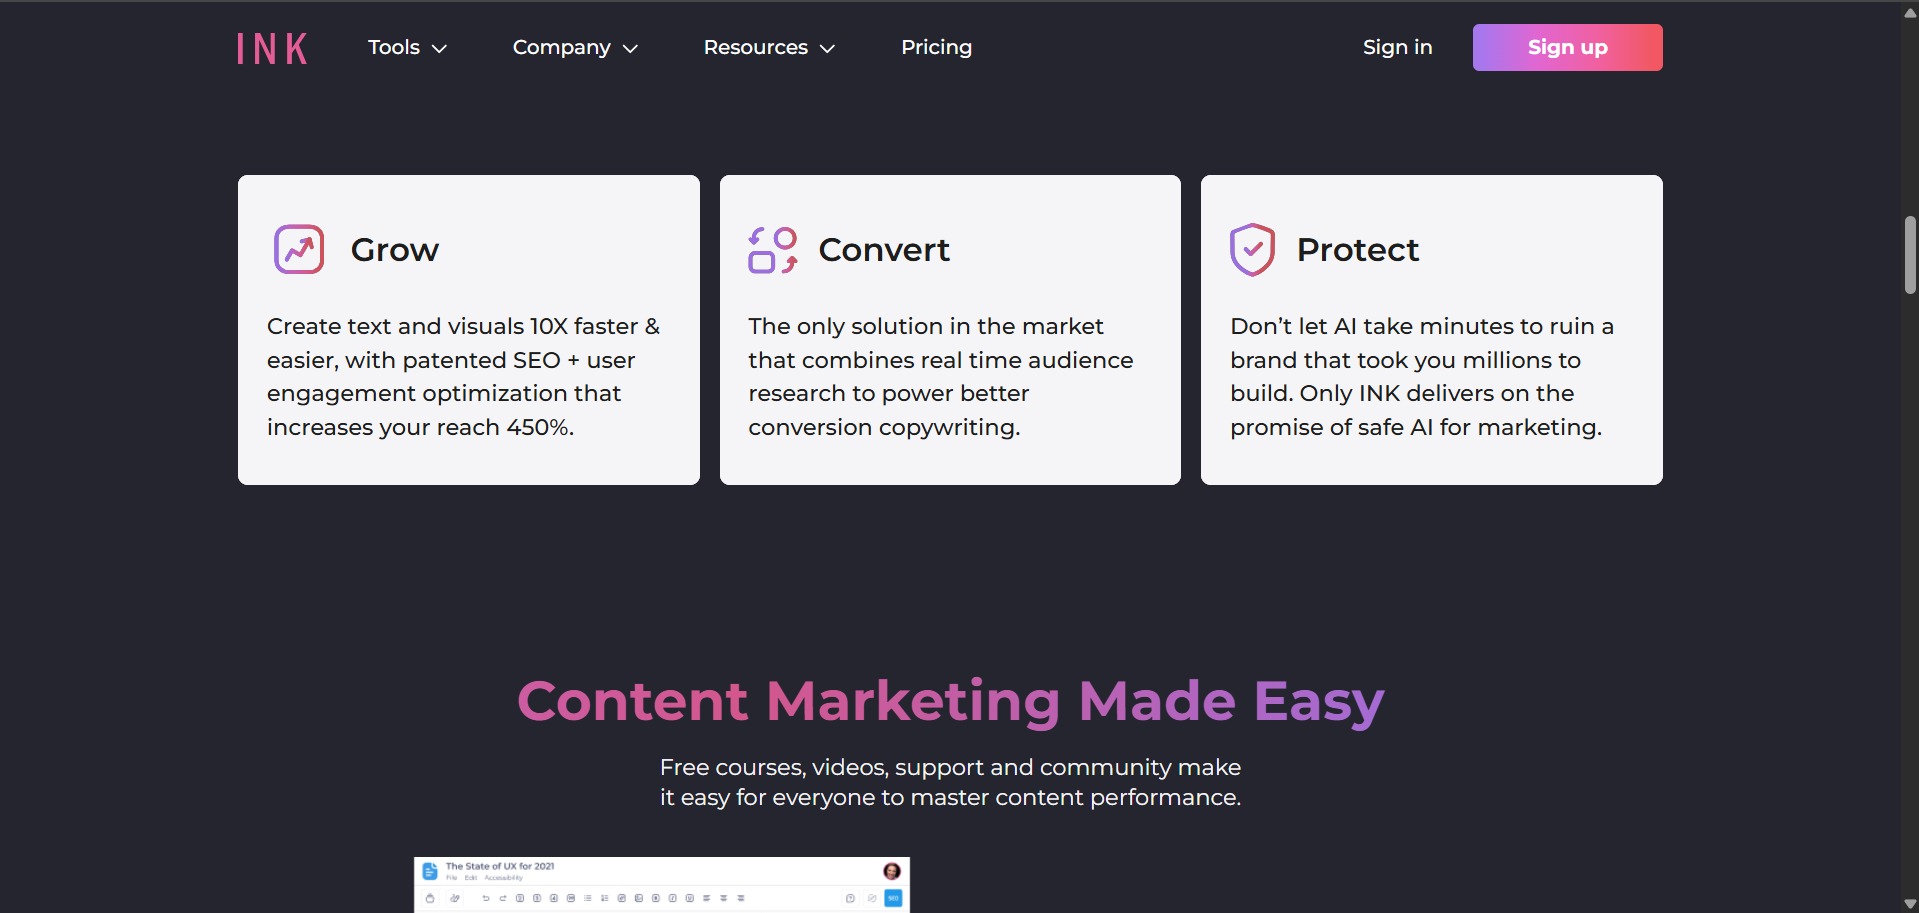 INK
Tools
Company
Resources
Pricing
Sign in
Sign up
Grow
Create text and visuals 10X faster &
easier, with patented SEO + user
engagement optimization that
increases your reach 450%.
Convert
The only solution in the market
that combines real time audience
research to power better
conversion copywriting.
Protect
Don’t let AI take minutes to ruin a
brand that took you millions to
build. Only INK delivers on the
promise of safe AI for marketing.
Content Marketing Made Easy
Free courses, videos, support and community make
it easy for everyone to master content performance.
The State of UX for 2021
File Edit Accessibility
SEO